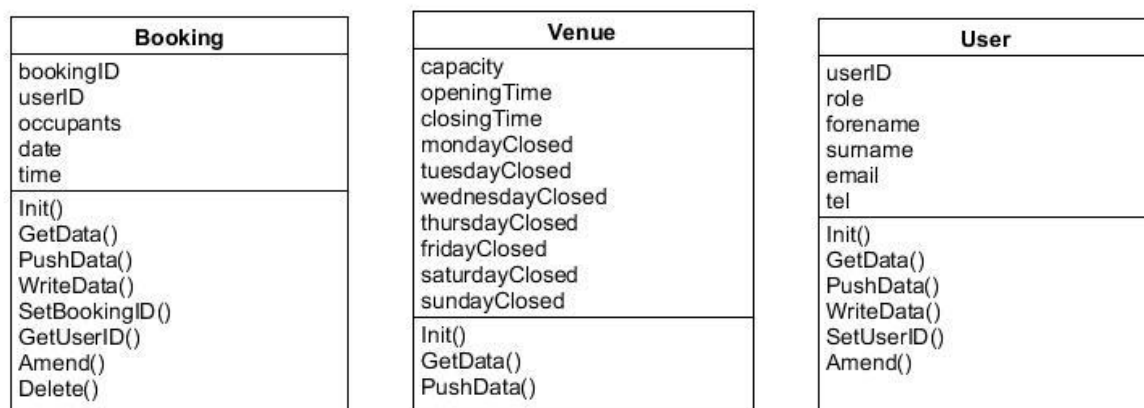 Booking
bookingID
userID
occupants
date
time
Init()
GetData()
PushData()
WriteData()
SetBookingID()
GetUserID()
Amend()
Delete()
Venue
capacity
openingTime
closingTime
mondayClosed
tuesdayClosed
wednesdayClosed
thursdayClosed
fridayClosed
saturdayClosed
sundayClosed
Init()
GetData()
PushData()
User
userID
role
forename
surname
email
tel
Init()
GetData()
PushData()
WriteData()
SetUserID()
Amend()